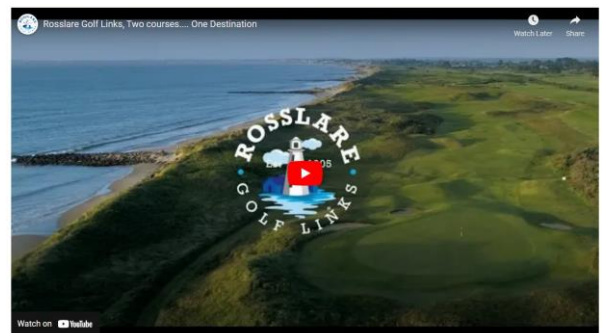 Rosslare Golf Links, Two courses.... One Destination
Watch Later
Share
ROSSLARE
GOLF LINKS
Watch on YouTube